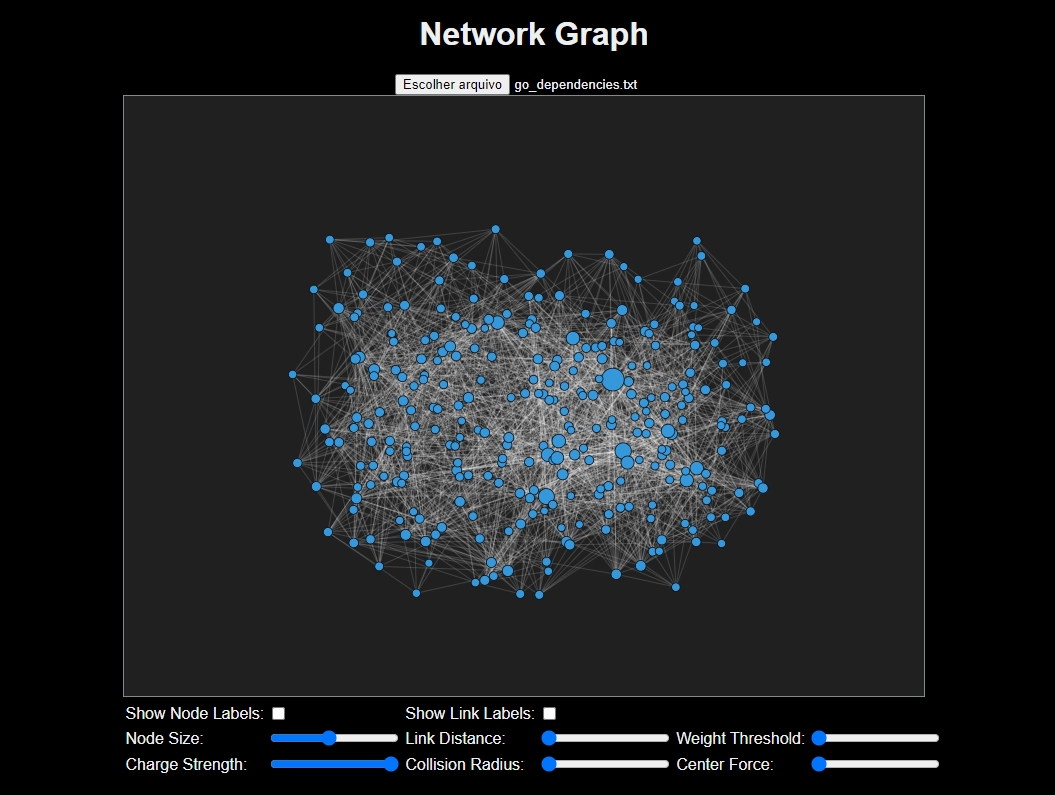 Network Graph
Escolher arquivo go_dependencies.txt
Show Node Labels: Show Link Labels:
Node Size: Link Distance: Weight Threshold:
Charge Strength: Collision Radius: Center Force: